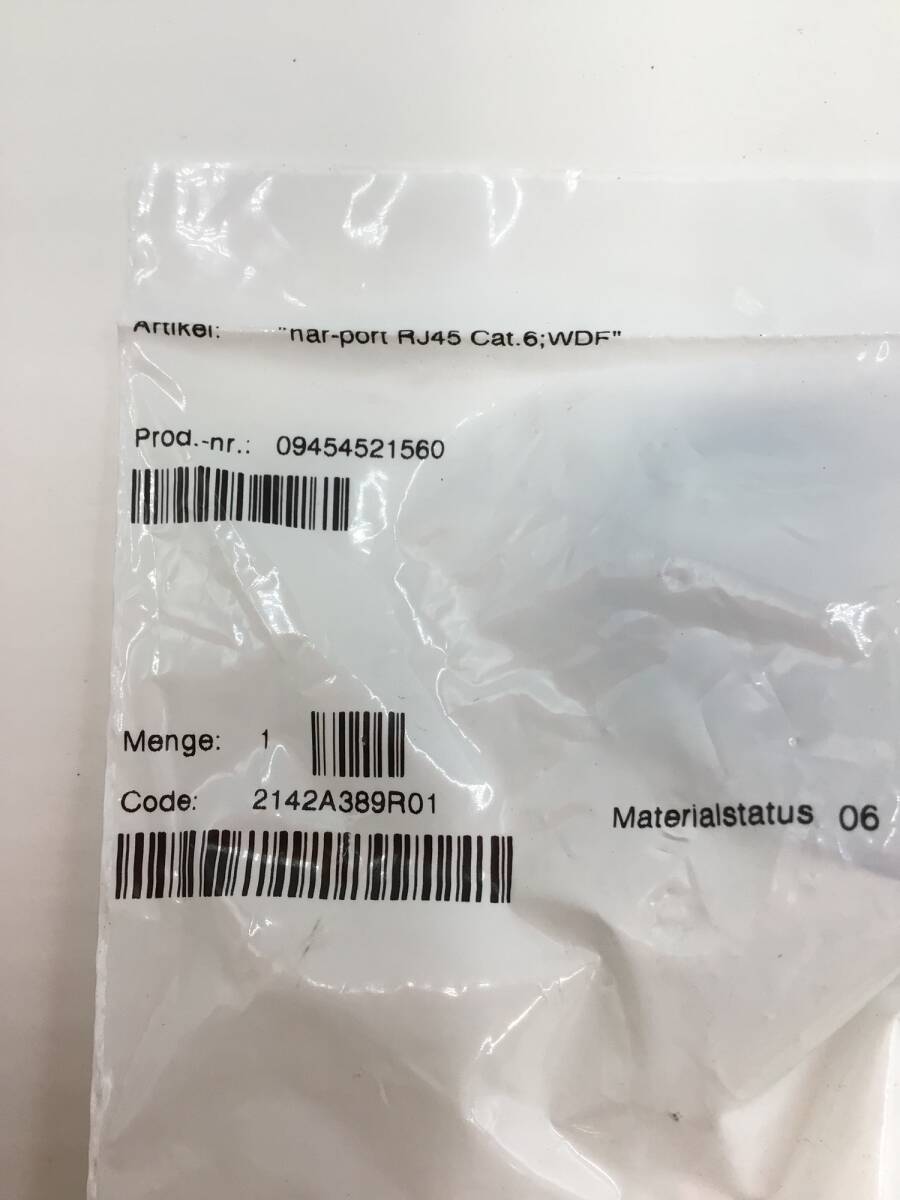 Artikel: "har-port RJ45 Cat.6;WDF"
Prod.-nr.: 09454521560
Menge: 1
Code: 2142A389R01
Materialstatus 06